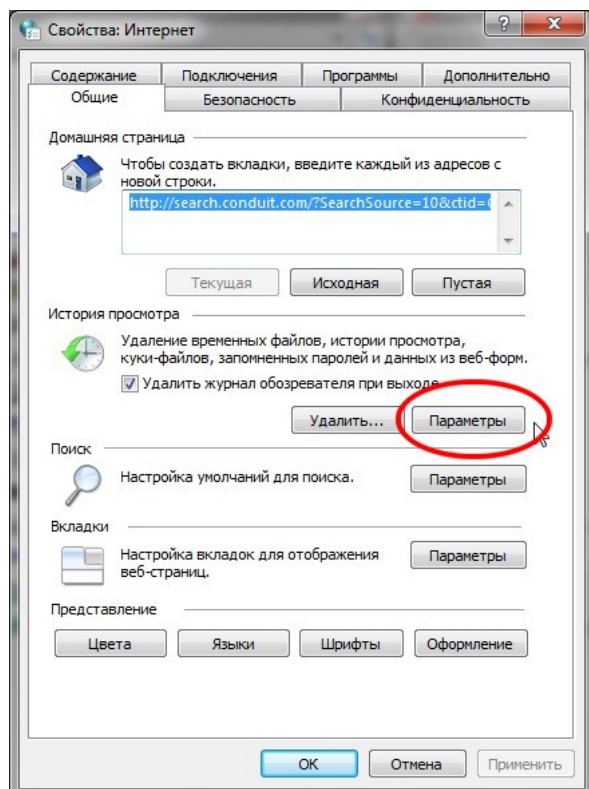 Свойства: Интернет
Содержание Подключения Программы Дополнительно
Общие Безопасность Конфиденциальность
Домашняя страница
Чтобы создать вкладки, введите каждый из адресов с
новой строки.
http://search.conduit.com/?SearchSource=10&ctid=
Текущая Исходная Пустая
История просмотра
Удаление временных файлов, истории просмотра,
куки-файлов, запомненных паролей и данных из веб-форм.
Удалить журнал обозревателя при выходе
Удалить... Параметры
Поиск
Настройка умолчаний для поиска. Параметры
Вкладки
Настройка вкладок для отображения
веб-страниц. Параметры
Представление
Цвета Языки Шрифты Оформление
ОК Отмена Применить